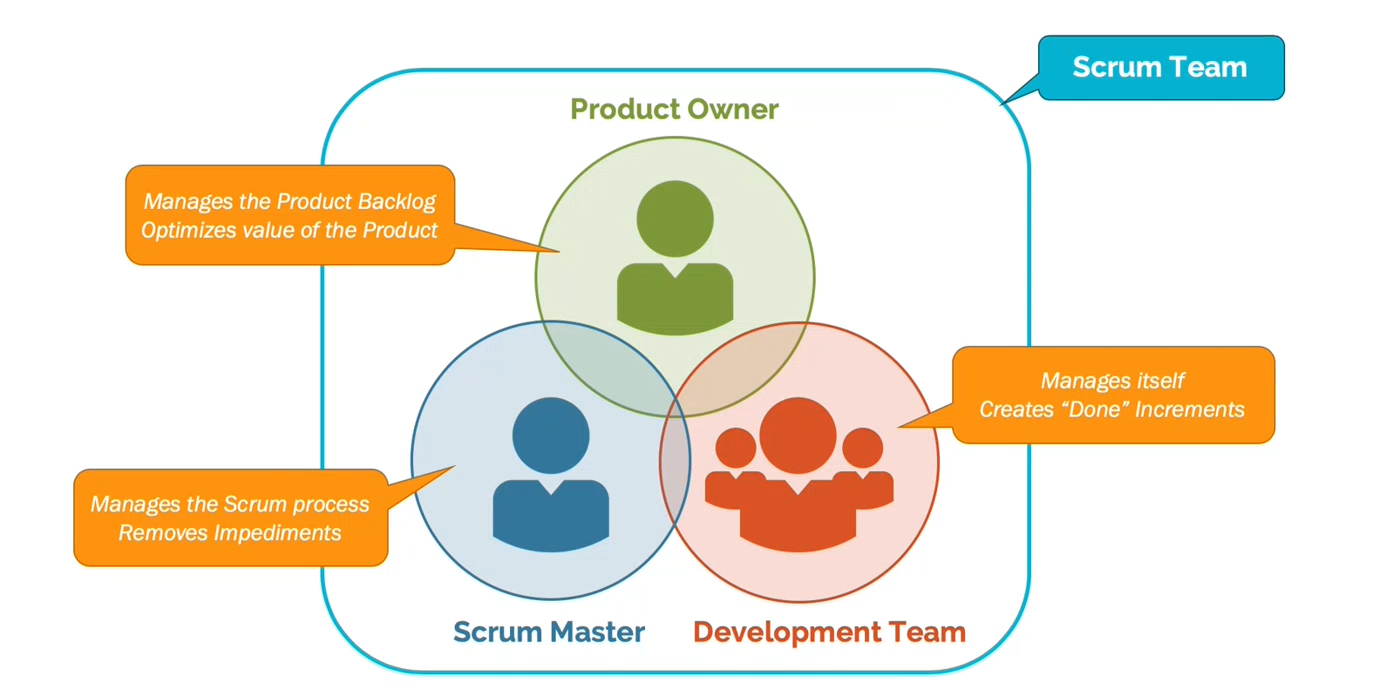 Scrum Team
Product Owner
Manages the Product Backlog
Optimizes value of the Product
Manages itself
Creates “Done” Increments
Manages the Scrum process
Removes Impediments
Scrum Master
Development Team